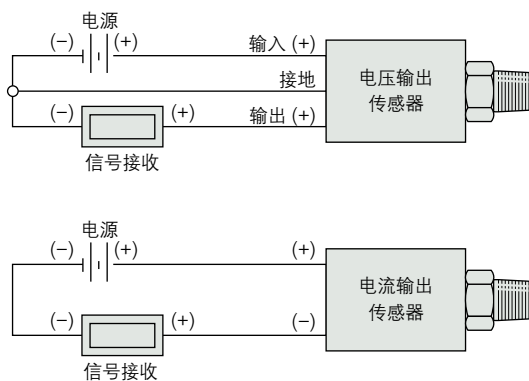 电源
(−) (+) 输入 (+)
接地
电压输出
传感器
(−) (+) 输出 (+)
信号接收
电源
(−) (+) (+)
电流输出
传感器
(−) (+) (−)
信号接收